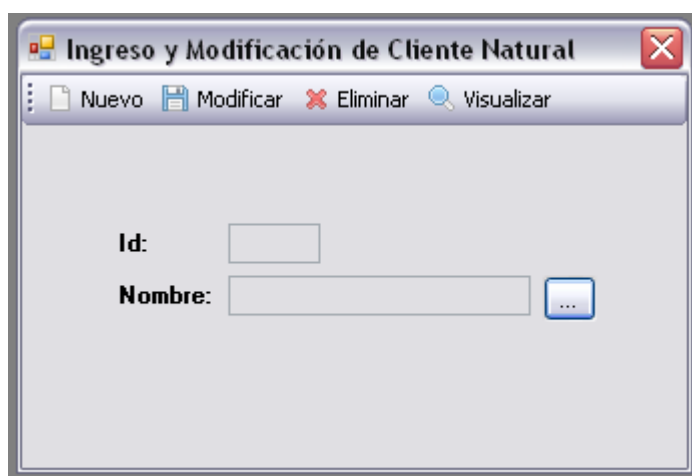 Ingreso y Modificación de Cliente Natural
Nuevo Modificar Eliminar Visualizar
Id:
Nombre: ...